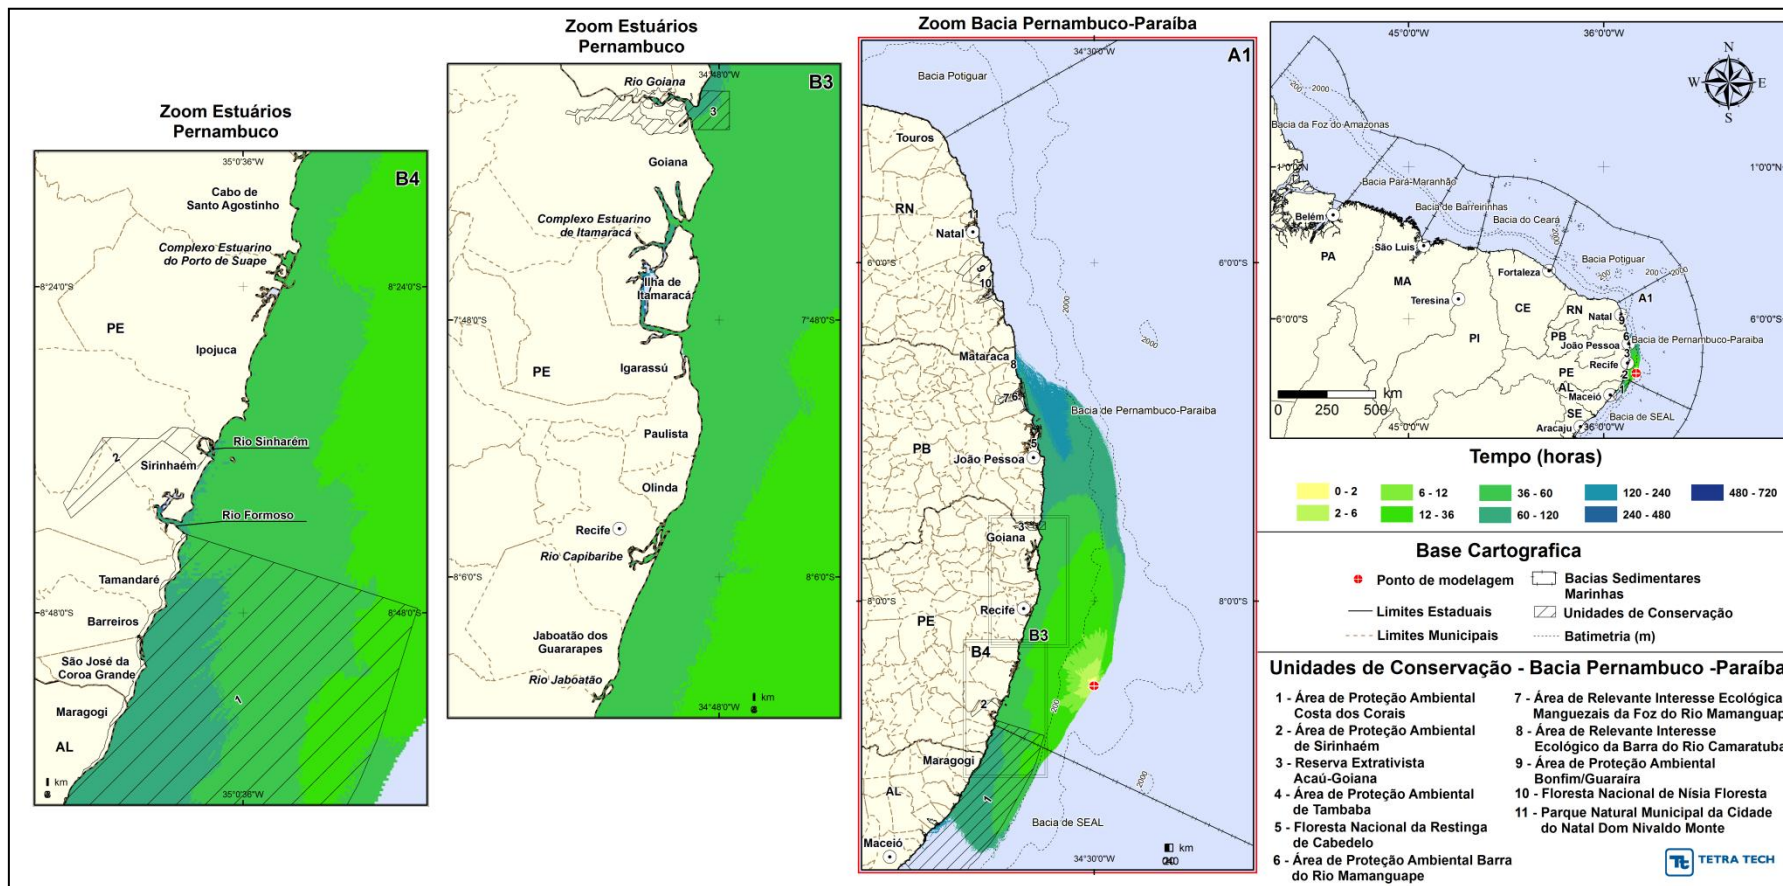 Zoom Estuários
Pernambuco
B4
35°0'36"W
Cabo de
Santo Agostinho
Complexo Estuarino
do Porto de Suape
8°24'0"S
8°24'0"S
PE
Ipojuca
Rio Sinharém
2
Sirinhaém
Rio Formoso
Tamandaré
8°48'0"S
8°48'0"S
Barreiros
São José da
Coroa Grande
1
Maragogi
AL
km
35°0'36"W
Zoom Estuários
Pernambuco
B3
34°48'0"W
Rio Goiana
3
Goiana
Complexo Estuarino
de Itamaracá
Ilha de
Itamaracá
7°48'0"S
7°48'0"S
Igarassú
PE
Paulista
Olinda
Recife
Rio Capibaribe
8°6'0"S
8°6'0"S
Jaboatão dos
Guararapes
Rio Jaboatão
km
34°48'0"W
Zoom Bacia Pernambuco-Paraíba
A1
34°30'0"W
Bacia Potiguar
Touros
RN
11
Natal
9
10
6°0'0"S
6°0'0"S
2000
2000
Mataraca
8
7
6
Bacia de Pernambuco-Paraiba
5
PB
João Pessoa
3
Goiana
8°0'0"S
8°0'0"S
Recife
PE
B3
B4
200
2
2000
Maragogi
1
AL
Bacia de SEAL
Maceió
km
34°30'0"W
45°0'0"W
36°0'0"W
N
W E
S
200
2000
Bacia da Foz do Amazonas
1°0'0"N
1°0'0"N
Bacia Pará-Maranhão
Bacia de Barreirinhas
Bacia do Ceará
Belém
São Luis
2000
Bacia Potiguar
PA
MA
Fortaleza
200
200
2000
Teresina
CE
A1
RN
Natal
9
6°0'0"S
6°0'0"S
PI
PB
6
João Pessoa
Bacia de Pernambuco-Paraiba
3
Recife
PE
2
AL
1
Maceió
0 250 500
km
SE
Bacia de SEAL
Aracaju
45°0'0"W
36°0'0"W
Tempo (horas)
0 - 2
6 - 12
36 - 60
120 - 240
480 - 720
2 - 6
12 - 36
60 - 120
240 - 480
Base Cartografica
Ponto de modelagem
Bacias Sedimentares
Marinhas
Limites Estaduais
Unidades de Conservação
Limites Municipais
Batimetria (m)
Unidades de Conservação - Bacia Pernambuco -Paraíba
1 - Área de Proteção Ambiental
Costa dos Corais
2 - Área de Proteção Ambiental
de Sirinhaém
3 - Reserva Extrativista
Acaú-Goiana
4 - Área de Proteção Ambiental
de Tambaba
5 - Floresta Nacional da Restinga
de Cabedelo
6 - Área de Proteção Ambiental Barra
do Rio Mamanguape
7 - Área de Relevante Interesse Ecológica
Manguezais da Foz do Rio Mamanguap
8 - Área de Relevante Interesse
Ecológico da Barra do Rio Camaratuba
9 - Área de Proteção Ambiental
Bonfim/Guaraíra
10 - Floresta Nacional de Nísia Floresta
11 - Parque Natural Municipal da Cidade
do Natal Dom Nivaldo Monte
Tt TETRA TECH